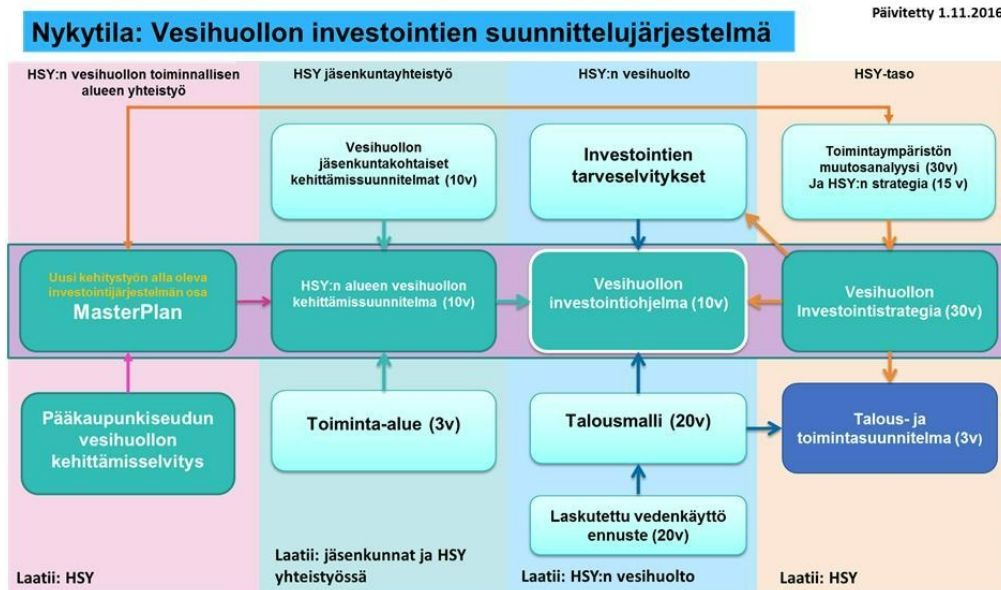 Päivitetty 1.11.2016
Nykytila: Vesihuollon investointien suunnittelujärjestelmä
HSY:n vesihuollon toiminnallisen
alueen yhteistyö
HSY jäsenkuntayhteistyö
HSY:n vesihuolto
HSY-taso
Vesihuollon
jäsenkuntakohtaiset
kehittämissuunnitelmat (10v)
Investointien
tarveselvitykset
Toimintaympäristön
muutosanalyysi (30v)
Ja HSY:n strategia (15 v)
Uusi kehitystyön alla oleva
investointijärjestelmän osa
MasterPlan
HSY:n alueen vesihuollon
kehittämissuunnitelma (10v)
Vesihuollon
investointiohjelma (10v)
Vesihuollon
Investointistrategia (30v)
Pääkaupunkiseudun
vesihuollon
kehittämisselvitys
Toiminta-alue (3v)
Talousmalli (20v)
Talous- ja
toimintasuunnitelma (3v)
Laskutettu vedenkäyttö
ennuste (20v)
Laatii: HSY
Laatii: jäsenkunnat ja HSY
yhteistyössä
Laatii: HSY:n vesihuolto
Laatii: HSY